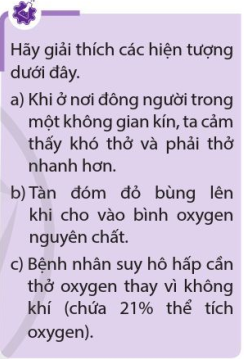 Hãy giải thích các hiện tượng
dưới đây.
a) Khi ở nơi đông người trong
một không gian kín, ta cảm
thấy khó thở và phải thở
nhanh hơn.
b) Tàn đóm đỏ bùng lên
khi cho vào bình oxygen
nguyên chất.
c) Bệnh nhân suy hô hấp cần
thở oxygen thay vì không
khí (chứa 21% thể tích
oxygen).